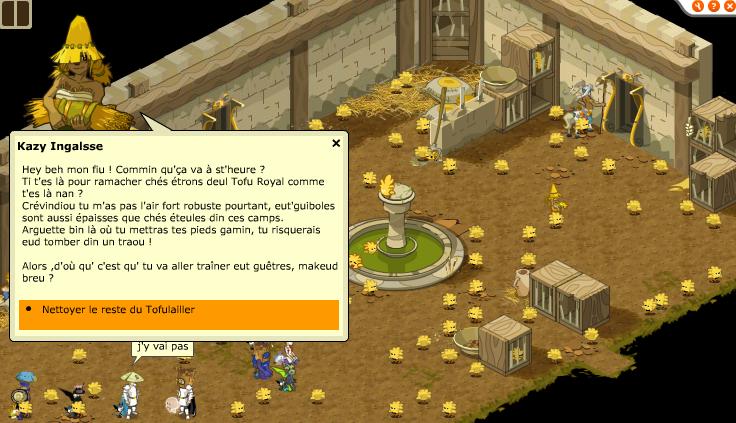 Kazy Ingalsse
Hey beh mon fiu ! Commin qu'ça va à st'heure ?
Ti t'es là pour ramacher chés étrons deul Tofu Royal comme
t'es là nan ?
Crévindiou tu m'as pas l'air fort robuste pourtant, eut'guiboles
sont aussi épaisses que chés éteules din ces camps.
Arguette bin là où tu mettras tes pieds gamin, tu risquerais
eud tomber din un traou !
Alors ,d'où qu' c'est qu' tu va aller traîner eut guêtres, makeud
breu ?
Nettoyer le reste du Tofulailler
j'y vai pas